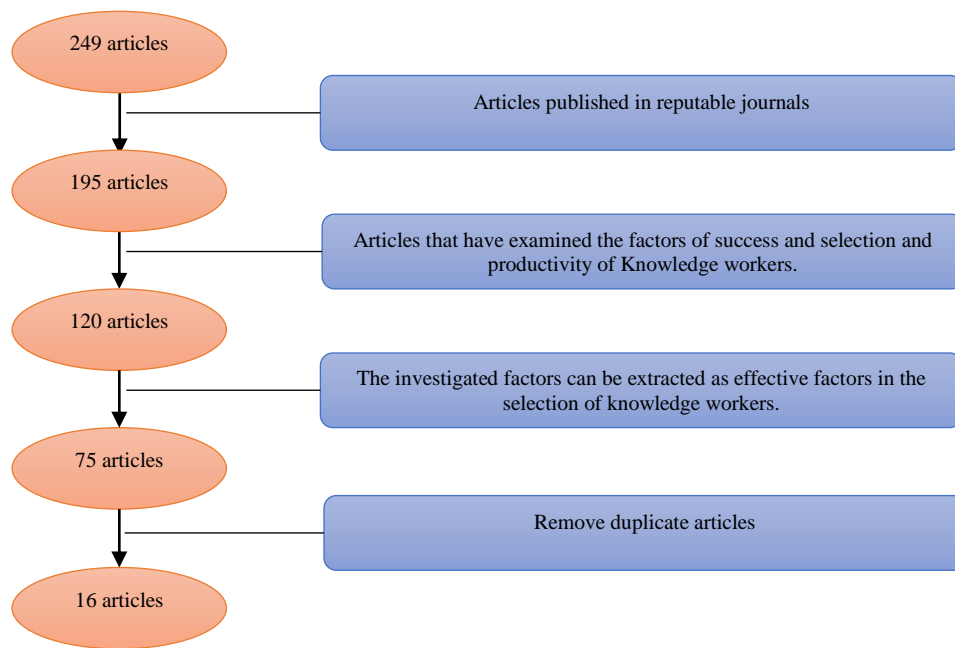 249 articles
Articles published in reputable journals
195 articles
Articles that have examined the factors of success and selection and
productivity of Knowledge workers.
120 articles
The investigated factors can be extracted as effective factors in the
selection of knowledge workers.
75 articles
Remove duplicate articles
16 articles